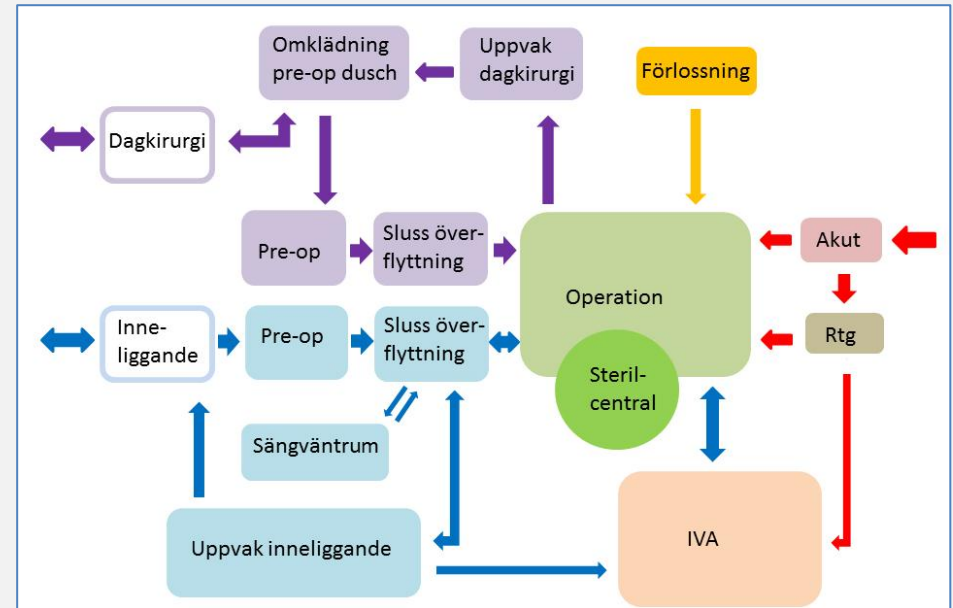 Omklädning
pre-op dusch
Uppvak
dagkirurgi
Förlossning
Dagkirurgi
Pre-op
Sluss över-
flyttning
Akut
Operation
Inne-
liggande
Pre-op
Sluss över-
flyttning
Rtg
Steril-
central
Sängväntrum
Uppvak inneliggande
IVA